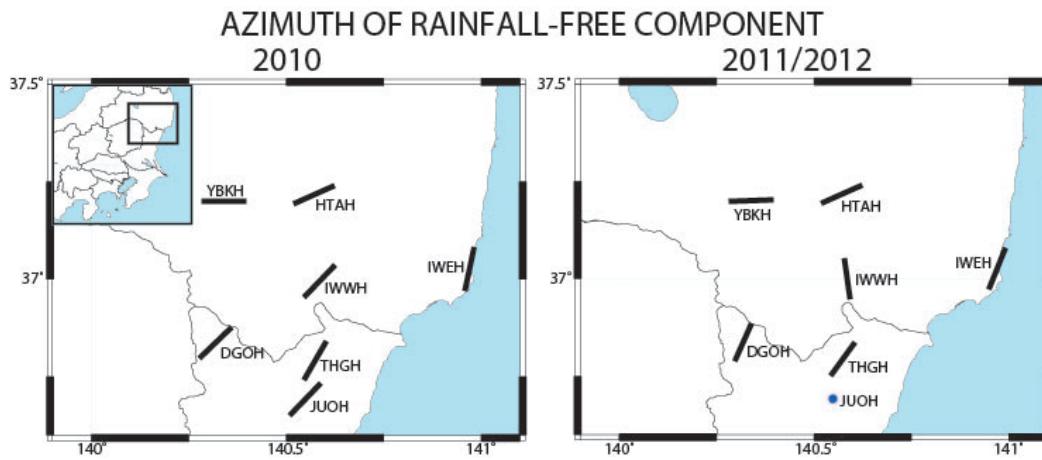 AZIMUTH OF RAINFALL-FREE COMPONENT
2010
2011/2012
37.5°
37.5°
YBKH
HTAH
YBKH
HTAH
37°
IWEH
IWWH
37°
IWEH
IWWH
DGOH
THGH
JUOH
DGOH
THGH
JUOH
140°
140.5°
141°
140°
140.5°
141°